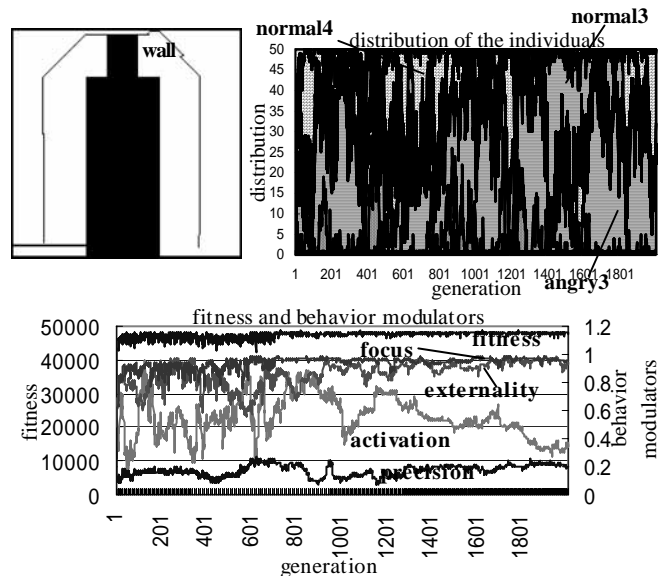 wall
normal3
normal4
distribution of the individuals
50
45
40
35
30
25
20
15
10
5
0
distribution
1 201 401 601 801 1001 1201 1401 1601 1801
angry3
generation
fitness and behavior modulators
50000
40000
30000
20000
10000
0
fitness
1.2
1
0.8
0.6
0.4
0.2
0
behavior
modulators
fitness
focus
externality
activation
precision
1 201 401 601 801 1001 1201 1401 1601 1801
generation